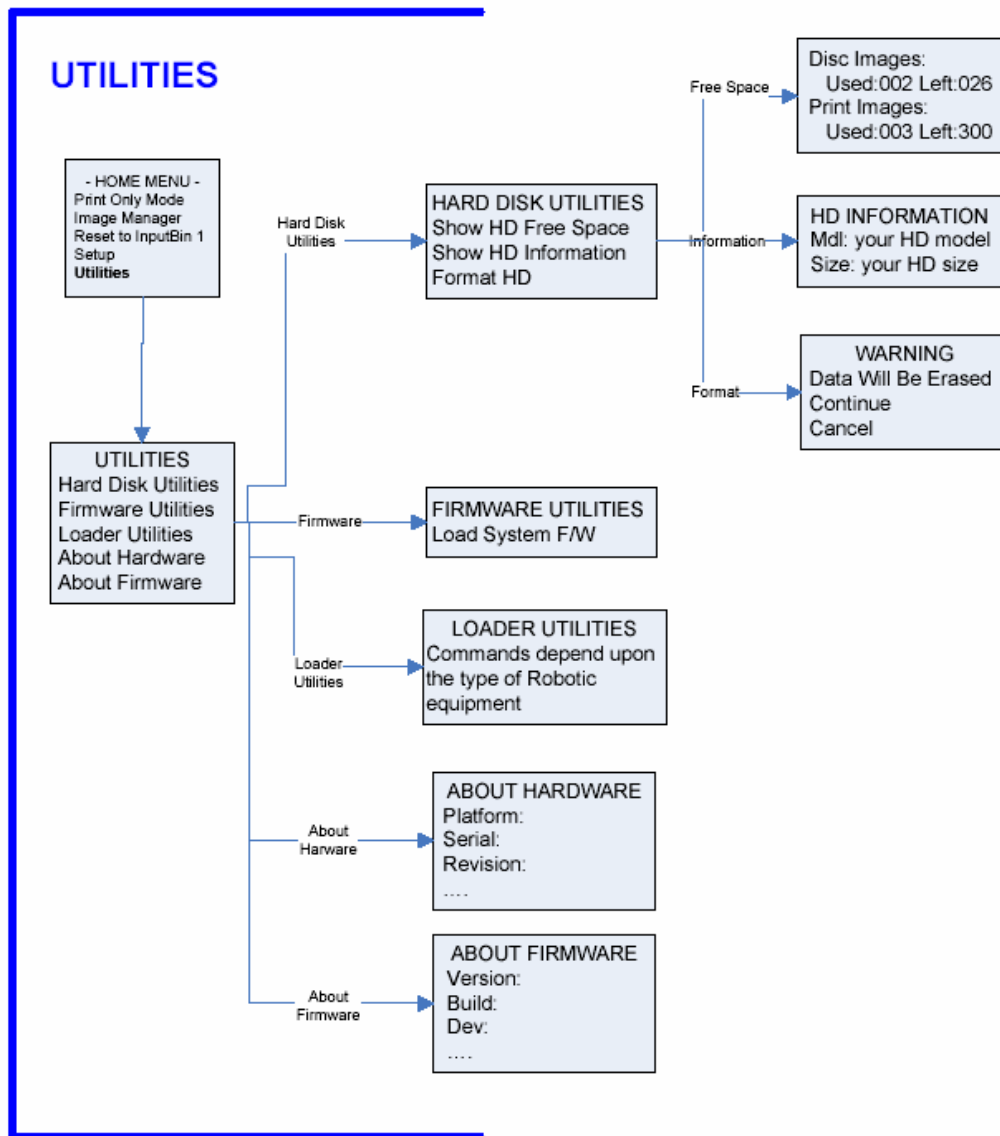 UTILITIES
- HOME MENU -
Print Only Mode
Image Manager
Reset to InputBin 1
Setup
Utilities
UTILITIES
Hard Disk Utilities
Firmware Utilities
Loader Utilities
About Hardware
About Firmware
Hard Disk
Utilities
HARD DISK UTILITIES
Show HD Free Space
Show HD Information
Format HD
Free Space
Disc Images:
Used:002 Left:026
Print Images:
Used:003 Left:300
Information
HD INFORMATION
Mdl: your HD model
Size: your HD size
Format
WARNING
Data Will Be Erased
Continue
Cancel
Firmware
FIRMWARE UTILITIES
Load System F/W
Loader
Utilities
LOADER UTILITIES
Commands depend upon
the type of Robotic
equipment
About
Harware
ABOUT HARDWARE
Platform:
Serial:
Revision:
....
About
Firmware
ABOUT FIRMWARE
Version:
Build:
Dev:
....